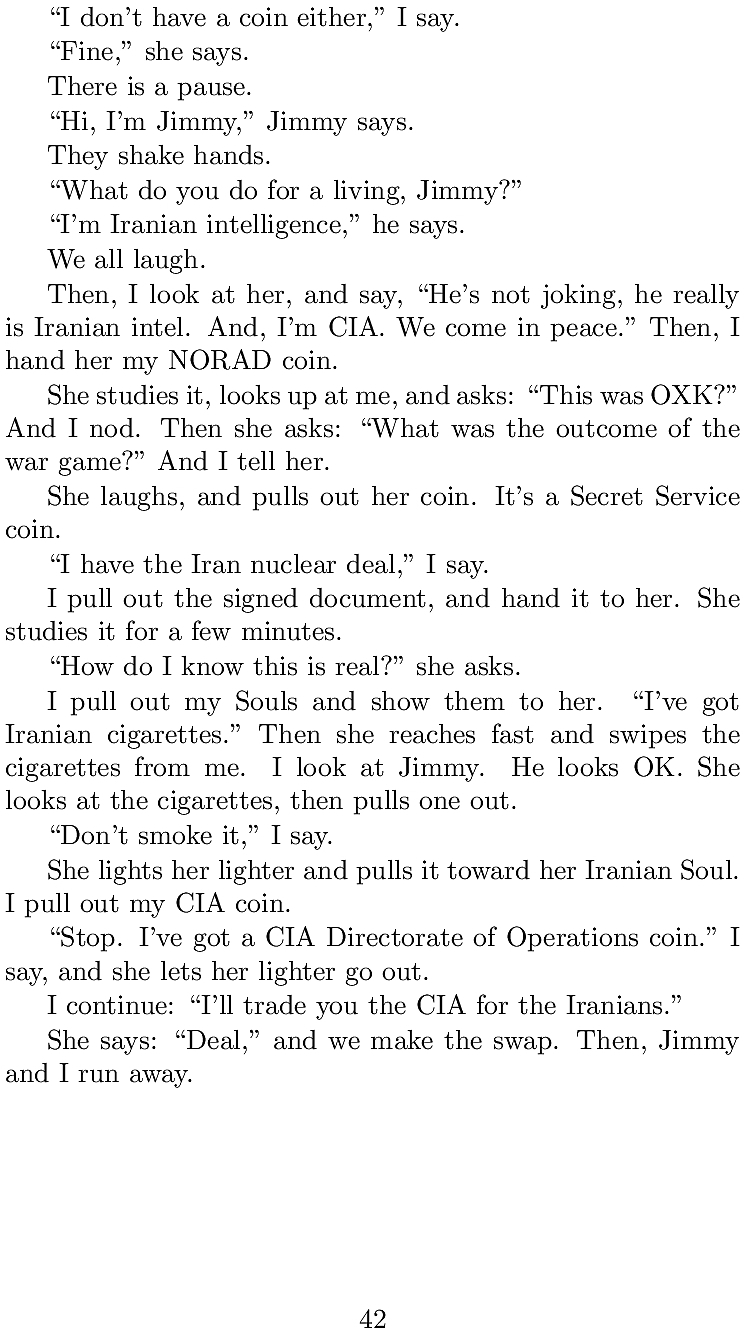 “I don’t have a coin either,” I say.
“Fine,” she says.
There is a pause.
“Hi, I’m Jimmy,” Jimmy says.
They shake hands.
“What do you do for a living, Jimmy?”
“I’m Iranian intelligence,” he says.
We all laugh.
Then, I look at her, and say, “He’s not joking, he really
is Iranian intel. And, I’m CIA. We come in peace.” Then, I
hand her my NORAD coin.
She studies it, looks up at me, and asks: “This was OXK?”
And I nod. Then she asks: “What was the outcome of the
war game?” And I tell her.
She laughs, and pulls out her coin. It’s a Secret Service
coin.
“I have the Iran nuclear deal,” I say.
I pull out the signed document, and hand it to her. She
studies it for a few minutes.
“How do I know this is real?” she asks.
I pull out my Souls and show them to her. “I’ve got
Iranian cigarettes.” Then she reaches fast and swipes the
cigarettes from me. I look at Jimmy. He looks OK. She
looks at the cigarettes, then pulls one out.
“Don’t smoke it,” I say.
She lights her lighter and pulls it toward her Iranian Soul.
I pull out my CIA coin.
“Stop. I’ve got a CIA Directorate of Operations coin.” I
say, and she lets her lighter go out.
I continue: “I’ll trade you the CIA for the Iranians.”
She says: “Deal,” and we make the swap. Then, Jimmy
and I run away.
42